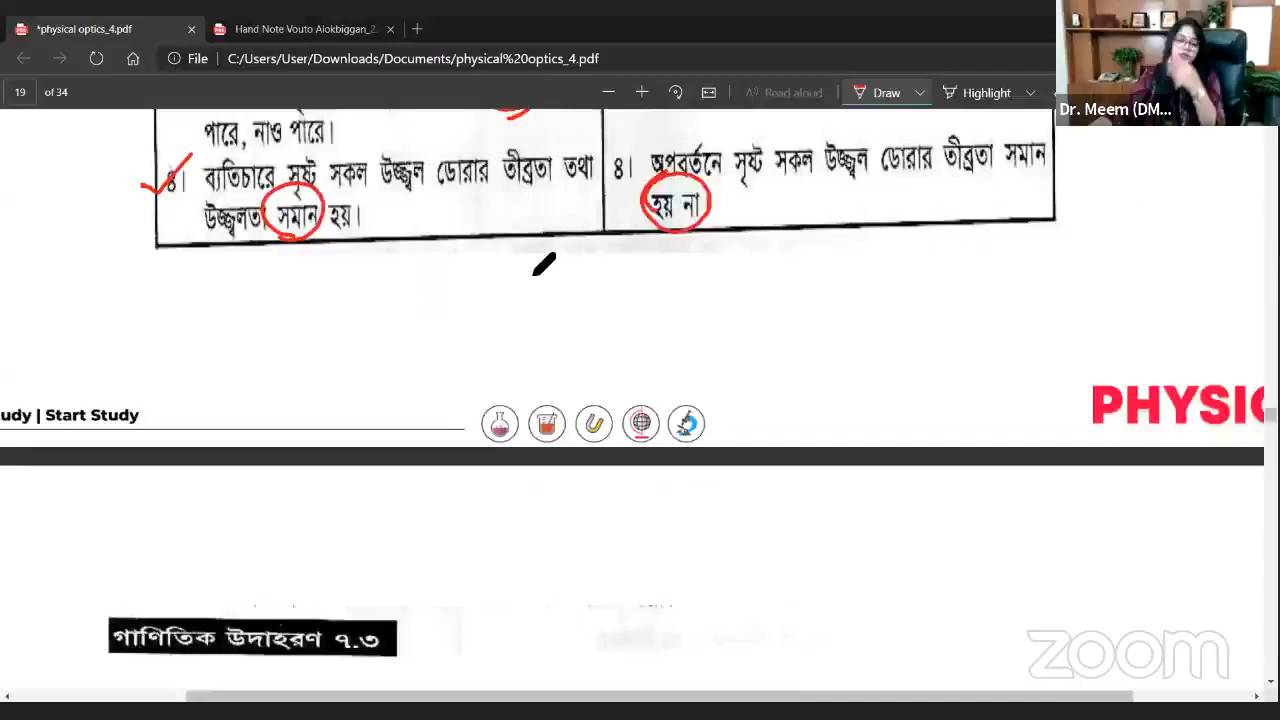 *physical optics_4.pdf
Hand Note Vouto Alokbiggan_2.
File
C:/Users/User/Downloads/Documents/physical%20optics_4.pdf
19 of 34
Read aloud
Draw
Highlight
Dr. Meem (DM...
পারে, নাও পারে।
৪। ব্যতিচারে সৃষ্ট সকল উজ্জ্বল ডোরার তীব্রতা তথা
উজ্জ্বলতা সমান হয়।
৪। অপবর্তনে সৃষ্ট সকল উজ্জ্বল ডোরার তীব্রতা সমান
হয় না
udy | Start Study
PHYSIC
গাণিতিক উদাহরণ ৭.৩
zoom